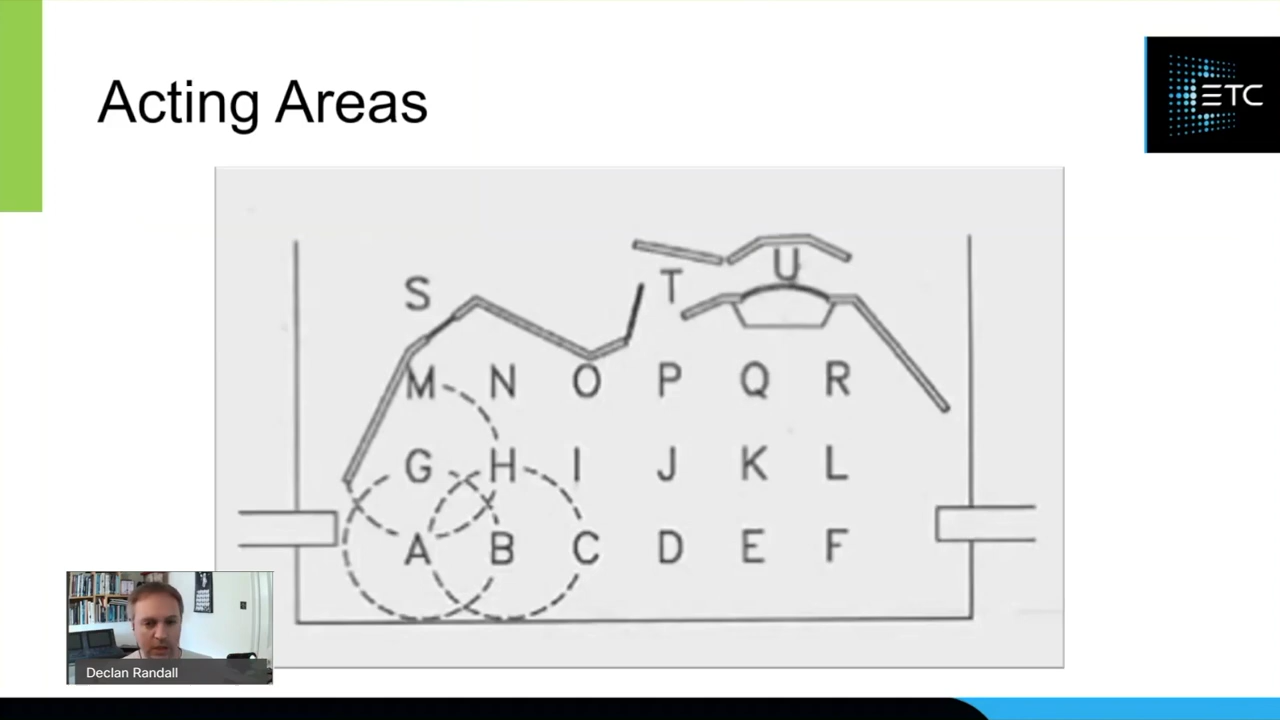 Acting Areas
ETC
S T U
M N O P Q R
G H I J K L
A B C D E F
Declan Randall